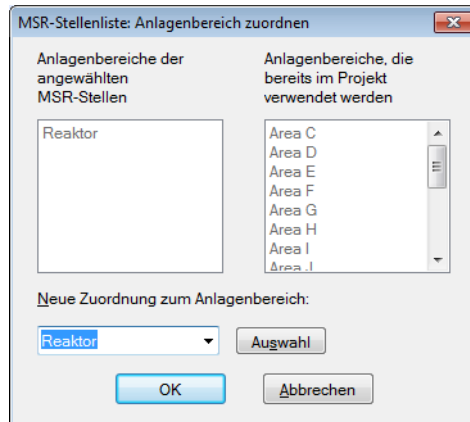 MSR-Stellenliste: Anlagenbereich zuordnen
Anlagenbereiche der
angewählten
MSR-Stellen
Anlagenbereiche, die
bereits im Projekt
verwendet werden
Reaktor
Area C
Area D
Area E
Area F
Area G
Area H
Area I
Area J
Neue Zuordnung zum Anlagenbereich:
Reaktor
Auswahl
OK
Abbrechen